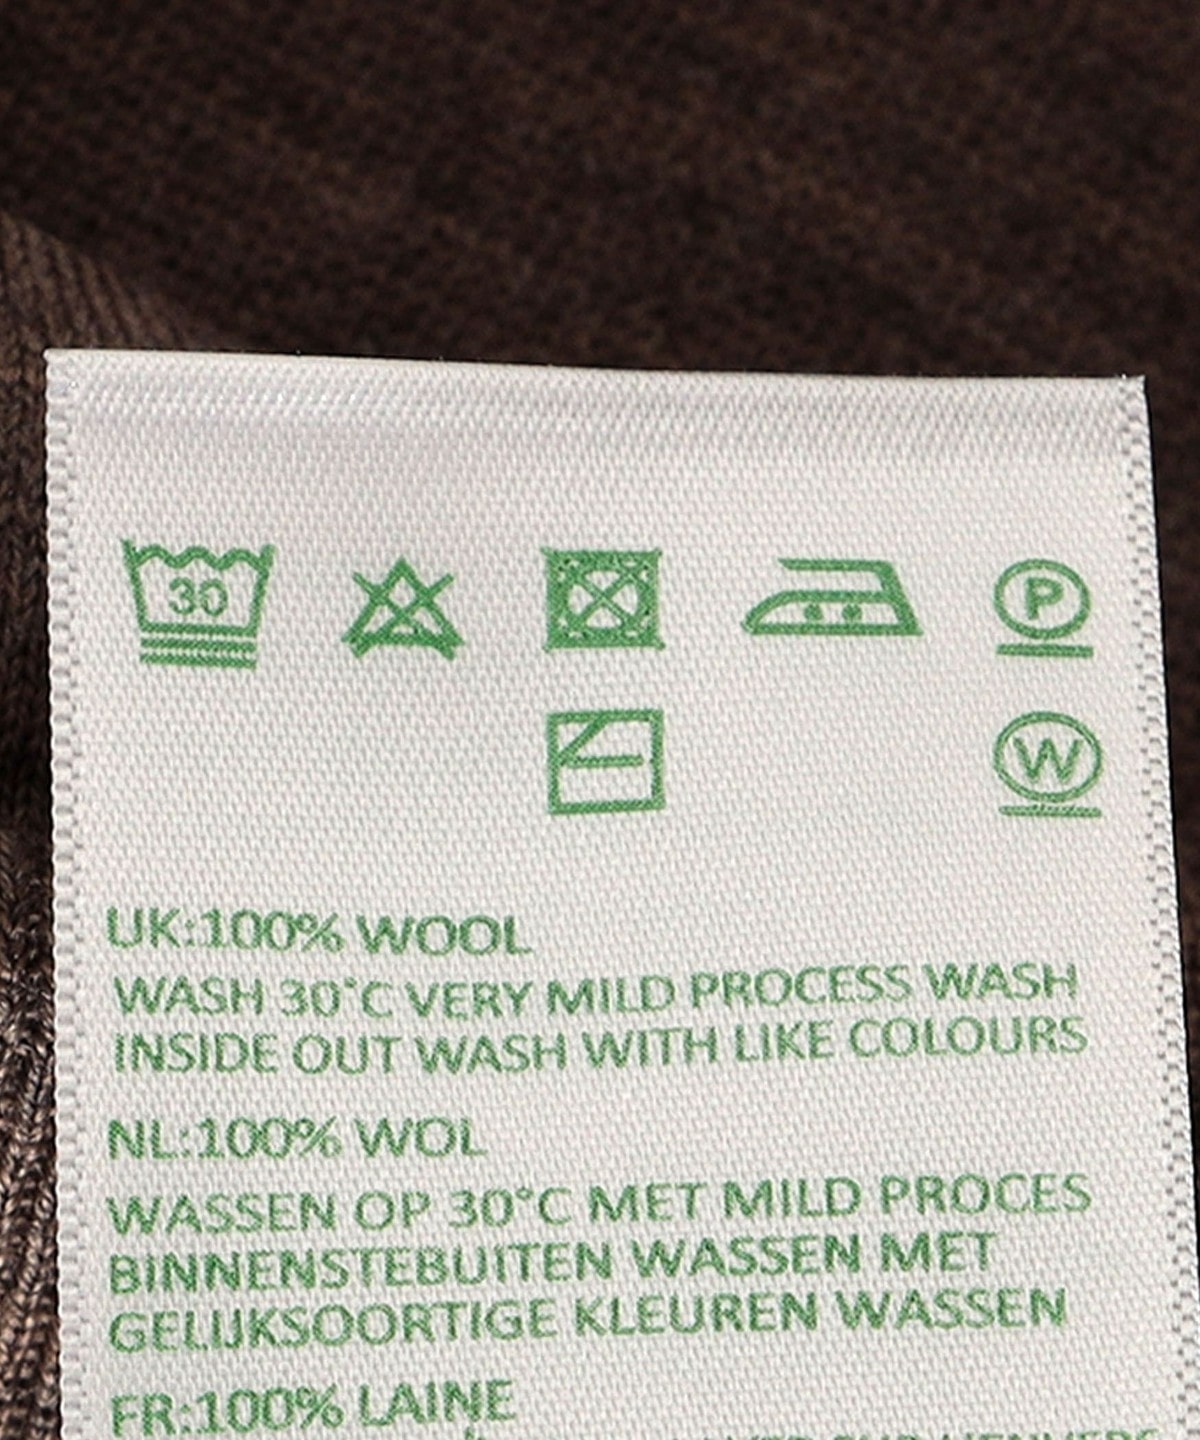 30
P
W
UK:100% WOOL
WASH 30°C VERY MILD PROCESS WASH
INSIDE OUT WASH WITH LIKE COLOURS
NL:100% WOL
WASSEN OP 30°C MET MILD PROCES
BINNENSTEBUITEN WASSEN MET
GELIJKSOORTIGE KLEUREN WASSEN
FR:100% LAINE